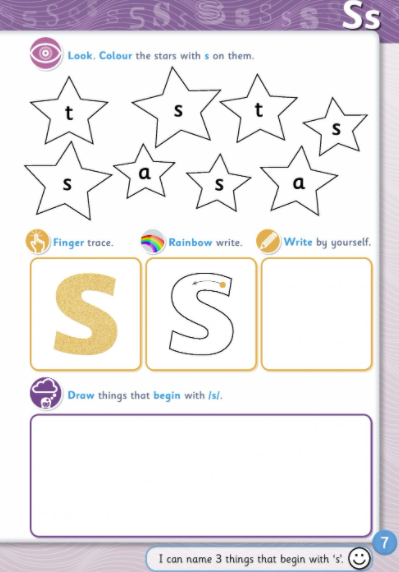 Ss
Look. Colour the stars with s on them.
t s t s
s a s a
Finger trace. Rainbow write. Write by yourself.
S S
Draw things that begin with /s/.
7
I can name 3 things that begin with 's'.